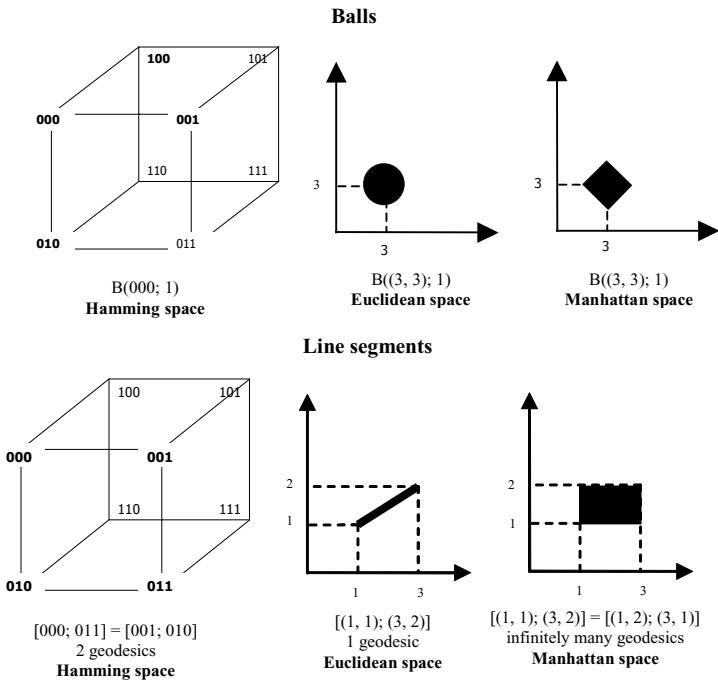 Balls
100 101
000 001
110 111
010 011
B(000; 1)
Hamming space
3
3
B((3, 3); 1)
Euclidean space
3
3
B((3, 3); 1)
Manhattan space
Line segments
100 101
000 001
110 111
010 011
[000; 011] = [001; 010]
2 geodesics
Hamming space
2
1
1 3
[(1, 1); (3, 2)]
1 geodesic
Euclidean space
2
1
1 3
[(1, 1); (3, 2)] = [(1, 2); (3, 1)]
infinitely many geodesics
Manhattan space